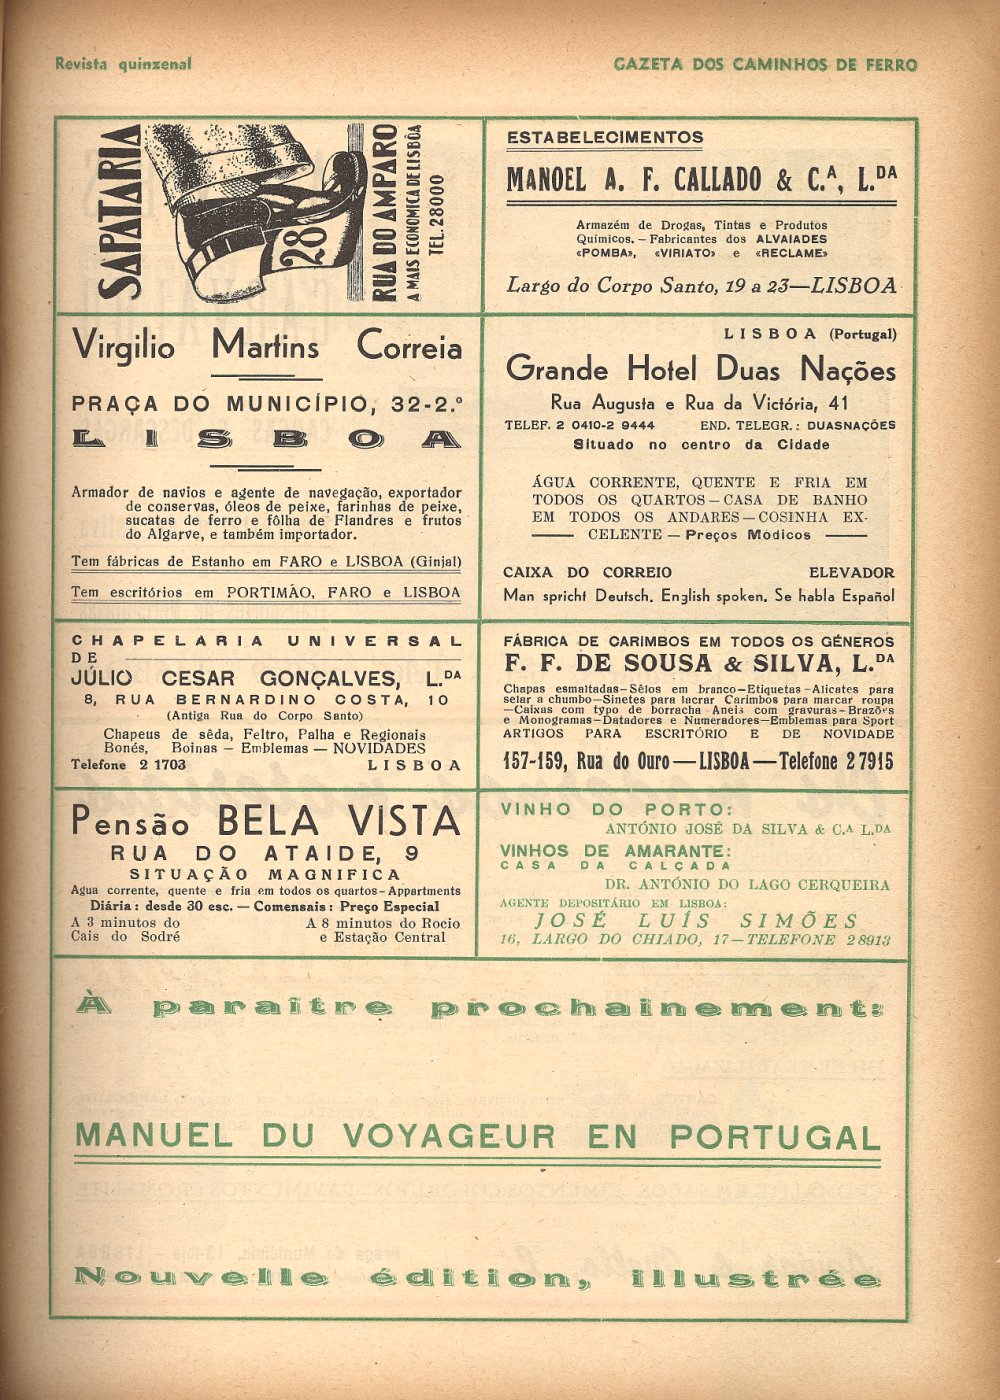 Revista quinzenal
GAZETA DOS CAMINHOS DE FERRO
SAPATARIA
28
RUA DO AMPARO
A MAIS ECONOMICA DE LISBÔA
TEL. 28000
ESTABELECIMENTOS
MANOEL A. F. CALLADO & C.A, L.DA
Armazém de Drogas, Tintas e Produtos
Químicos. – Fabricantes dos ALVAIADES
«POMBA», «VIRIATO» e «RECLAME»
Largo do Corpo Santo, 19 a 23—LISBOA
Virgilio Martins Correia
PRAÇA DO MUNICÍPIO, 32-2.º
LISBOA
Armador de navios e agente de navegação, exportador
de conservas, óleos de peixe, farinhas de peixe,
sucatas de ferro e fôlha de Flandres e frutos
do Algarve, e também importador.
Tem fábricas de Estanho em FARO e LISBOA (Ginjal)
Tem escritórios em PORTIMÃO, FARO e LISBOA
LISBOA (Portugal)
Grande Hotel Duas Nações
Rua Augusta e Rua da Victória, 41
TELEF. 2 0410-2 9444 END. TELEGR.: DUASNAÇÕES
Situado no centro da Cidade
ÁGUA CORRENTE, QUENTE E FRIA EM
TODOS OS QUARTOS — CASA DE BANHO
EM TODOS OS ANDARES — COSINHA EX-
CELENTE — Preços Módicos
CAIXA DO CORREIO ELEVADOR
Man spricht Deutsch. English spoken. Se habla Español
CHAPELARIA UNIVERSAL
DE
JÚLIO CESAR GONÇALVES, L.DA
8, RUA BERNARDINO COSTA, 10
(Antiga Rua do Corpo Santo)
Chapeus de sêda, Feltro, Palha e Regionais
Bonés, Boinas — Emblemas — NOVIDADES
Telefone 2 1703 LISBOA
FÁBRICA DE CARIMBOS EM TODOS OS GÉNEROS
F. F. DE SOUSA & SILVA, L.DA
Chapas esmaltadas—Sêlos em branco—Etiquetas-Alicates para
selar a chumbo—Sinetes para lacrar Carimbos para marcar roupa
—Caixas com typo de borracha Aneis com gravuras-Brazões
e Monogramas-Datadores e Numeradores—Emblemas para Sport
ARTIGOS PARA ESCRITÓRIO E DE NOVIDADE
157-159, Rua do Ouro — LISBOA — Telefone 2 7915
Pensão BELA VISTA
RUA DO ATAIDE, 9
SITUAÇÃO MAGNIFICA
Agua corrente, quente e fria em todos os quartos-Appartments
Diária: desde 30 esc. — Comensais: Preço Especial
A 3 minutos do
Cais do Sodré
A 8 minutos do Rocio
e Estação Central
VINHO DO PORTO:
ANTÓNIO JOSÉ DA SILVA & C.A L.DA
VINHOS DE AMARANTE:
CASA DA CALÇADA
DR. ANTÓNIO DO LAGO CERQUEIRA
AGENTE DEPOSITÁRIO EM LISBOA:
JOSÉ LUÍS SIMÕES
16, LARGO DO CHIADO, 17—TELEFONE 2 8913
À paraître prochainement:
MANUEL DU VOYAGEUR EN PORTUGAL
Nouvelle édition, illustrée